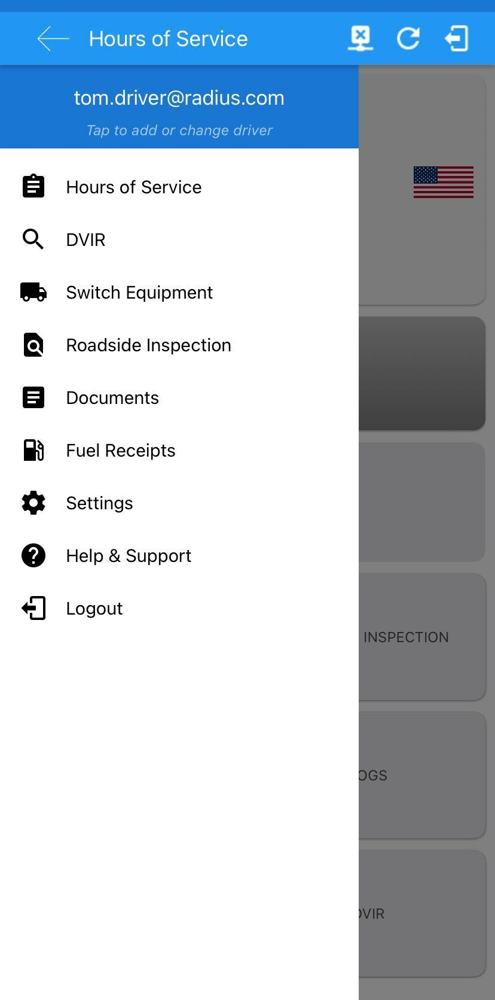 Hours of Service
tom.driver@radius.com
Tap to add or change driver
Hours of Service
DVIR
Switch Equipment
Roadside Inspection
Documents
Fuel Receipts
Settings
Help & Support
Logout
INSPECTION
OGS
DVIR